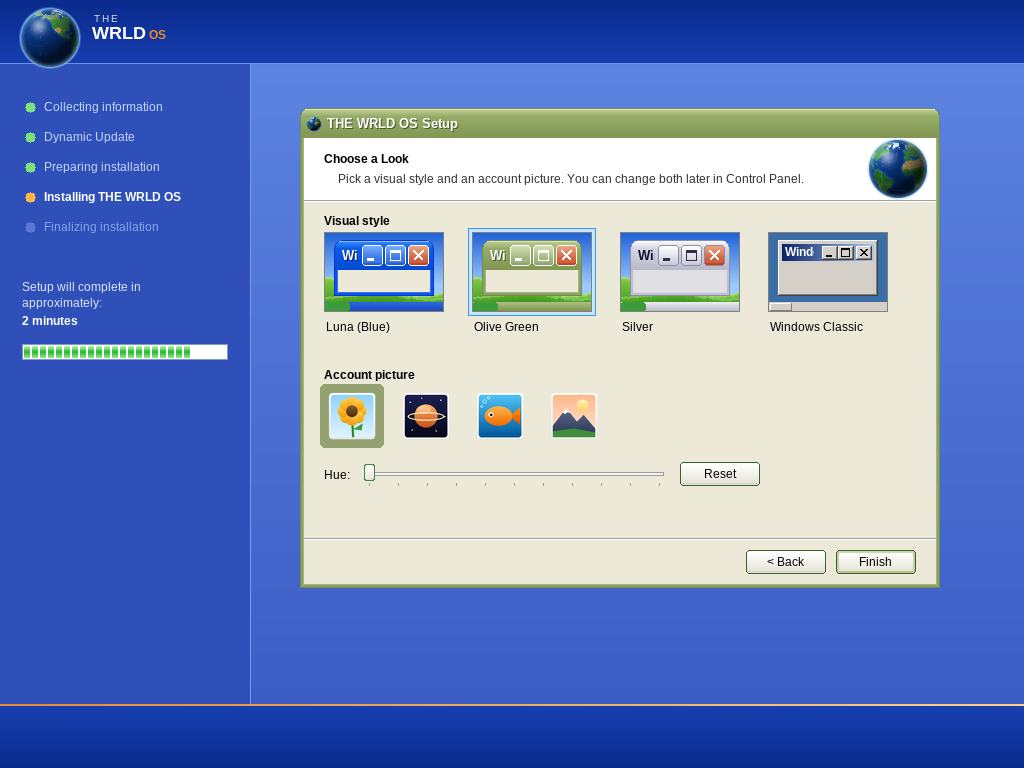 THE
WRLD OS
Collecting information
Dynamic Update
Preparing installation
Installing THE WRLD OS
Finalizing installation
Setup will complete in
approximately:
2 minutes
THE WRLD OS Setup
Choose a Look
Pick a visual style and an account picture. You can change both later in Control Panel.
Visual style
Wi
Wi
Wi
Wind
Luna (Blue)
Olive Green
Silver
Windows Classic
Account picture
Hue:
Reset
< Back
Finish